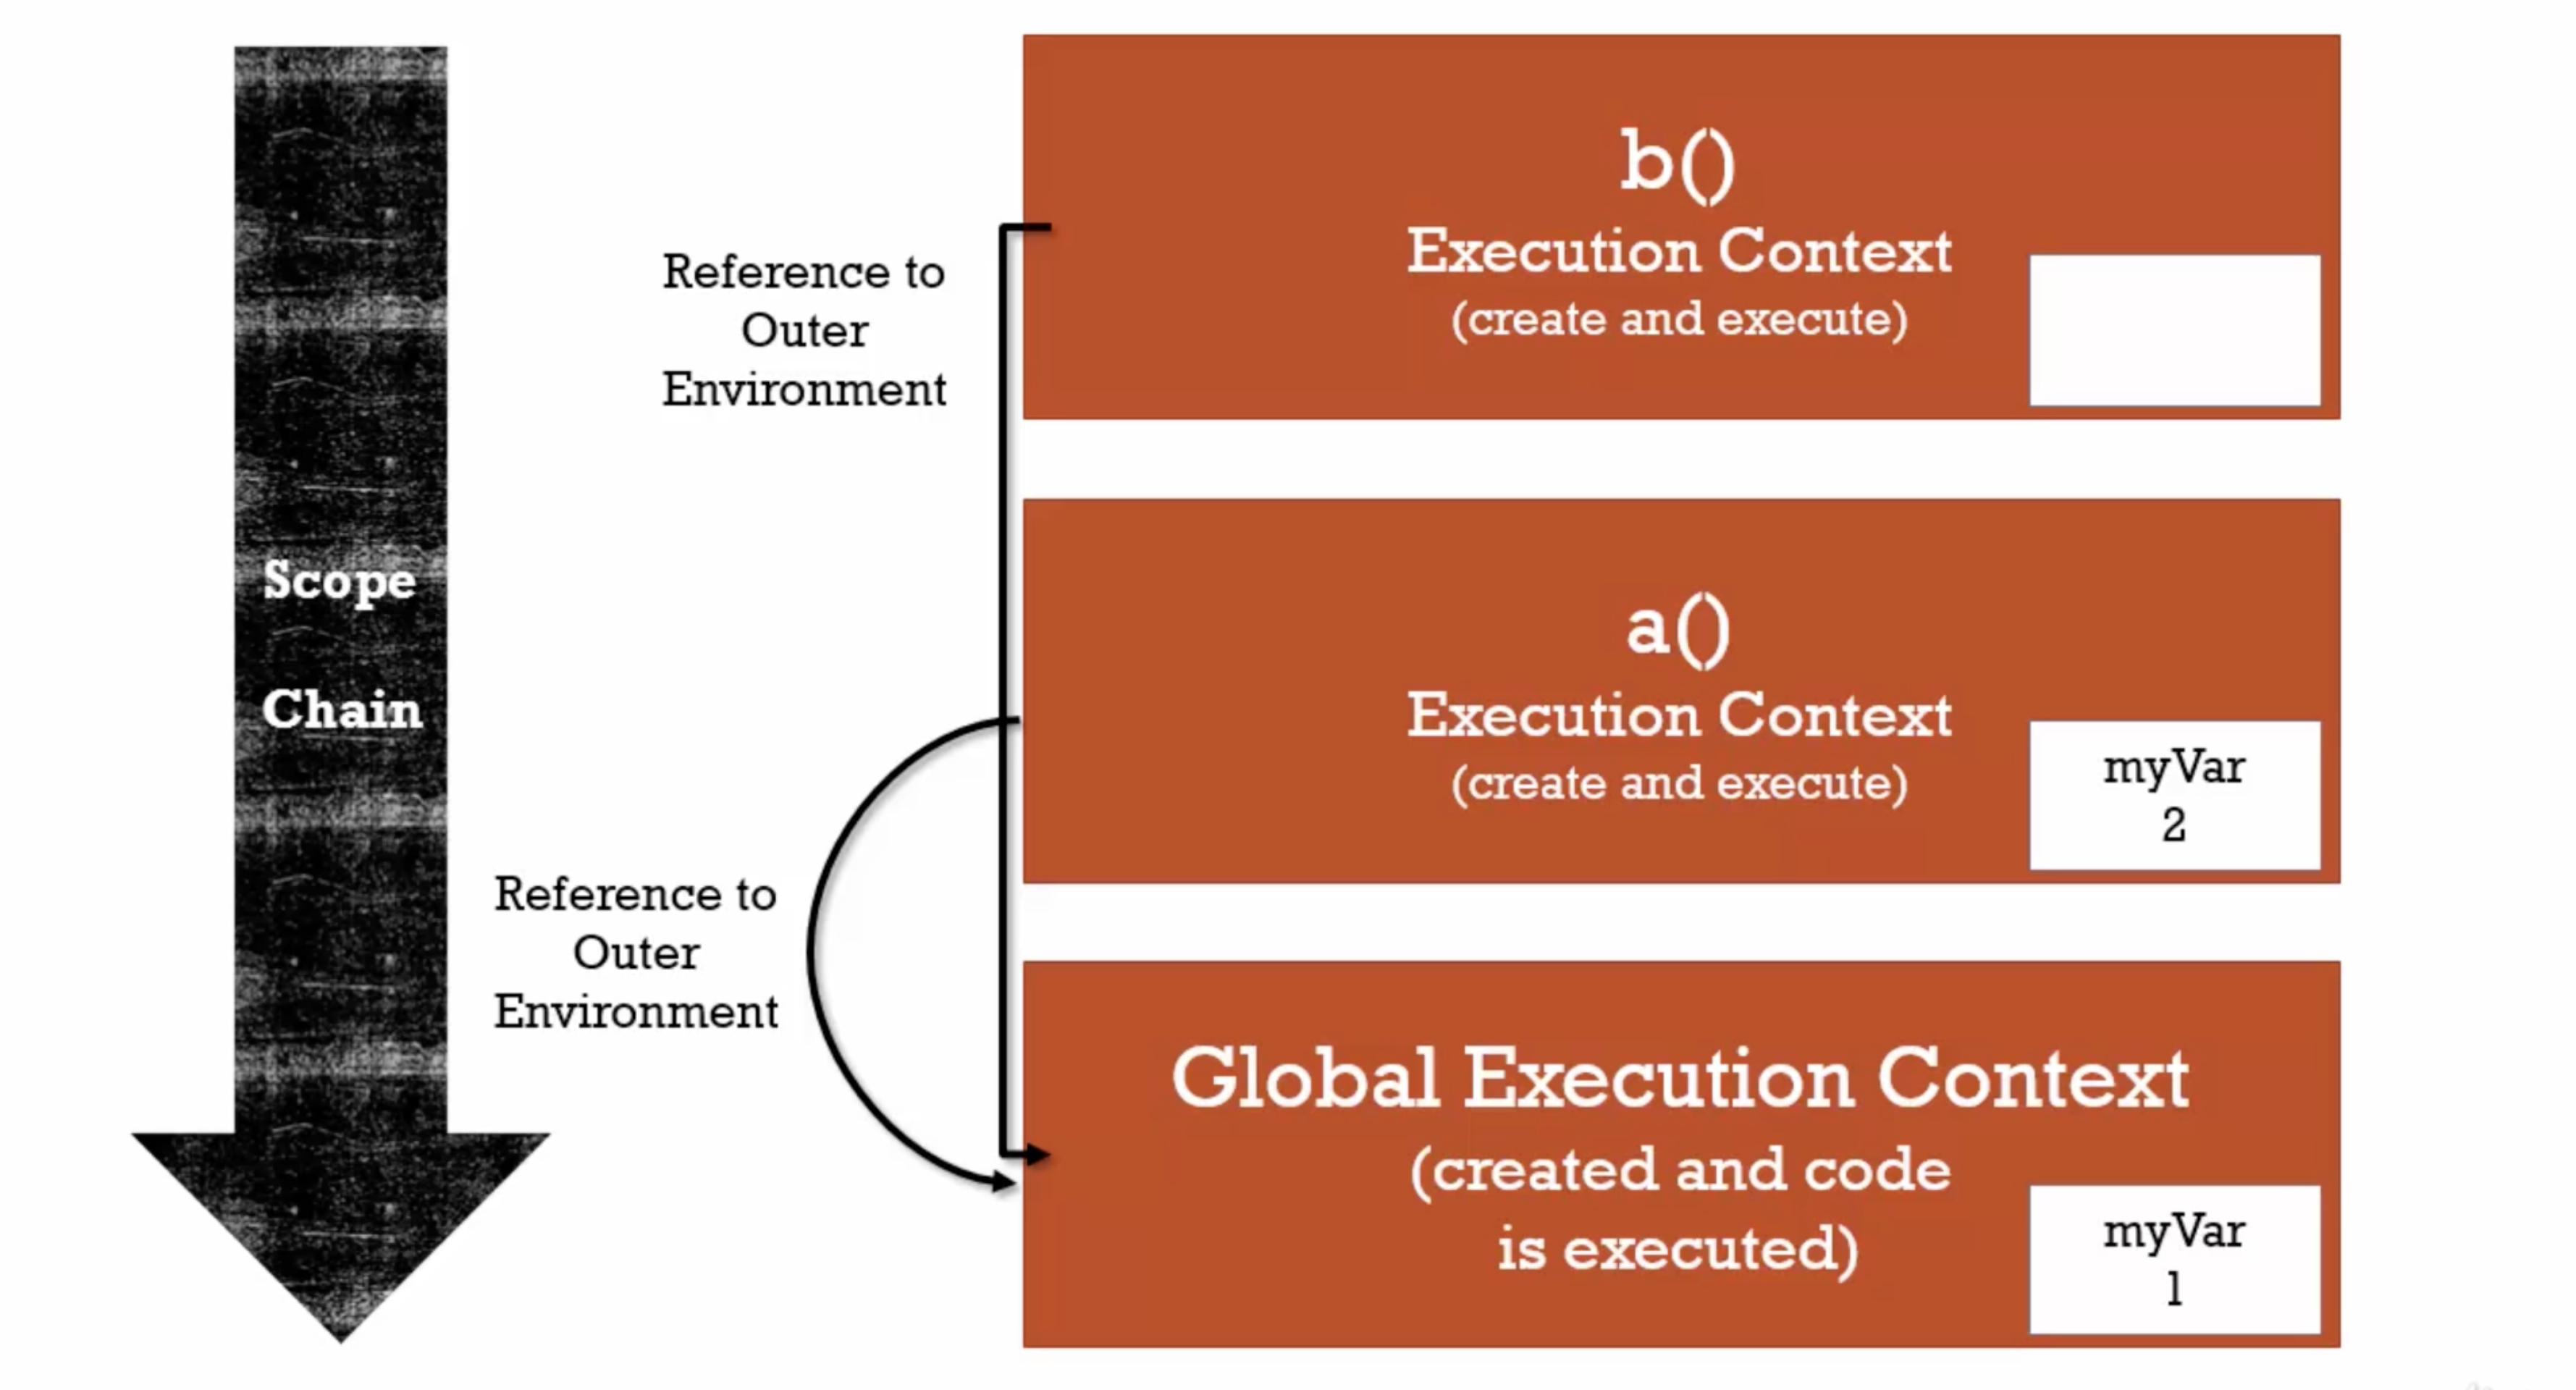 b()
Execution Context
(create and execute)
Reference to
Outer
Environment
Scope
Chain
a()
Execution Context
(create and execute)
myVar
2
Reference to
Outer
Environment
Global Execution Context
(created and code
is executed)
myVar
1